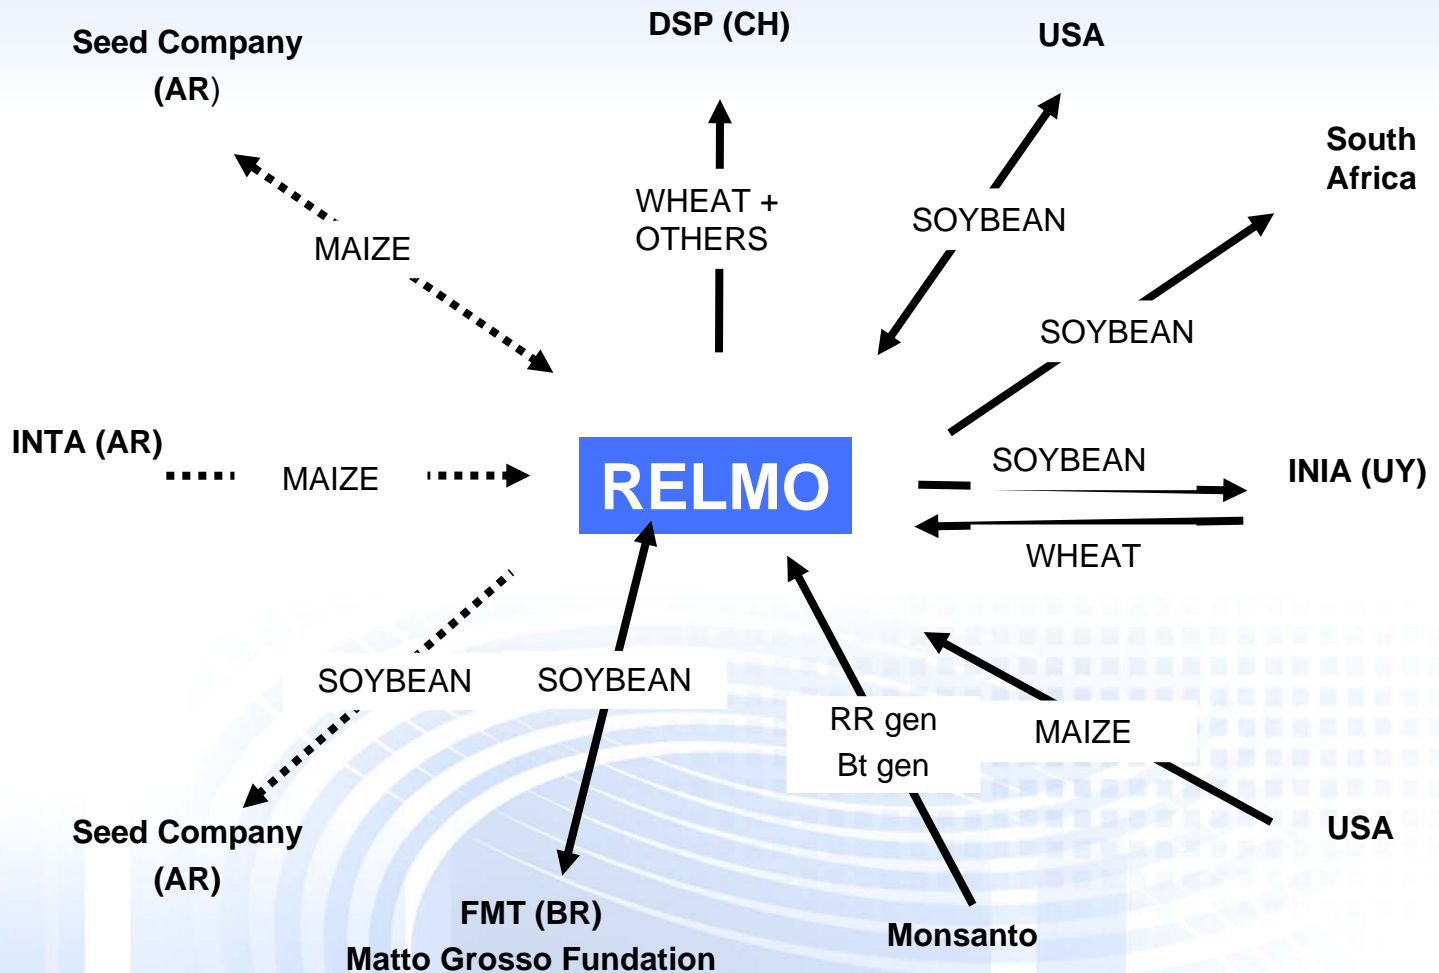 DSP (CH)
USA
Seed Company
(AR)
South
Africa
WHEAT +
OTHERS
SOYBEAN
MAIZE
SOYBEAN
INTA (AR)
MAIZE
RELMO
SOYBEAN
INIA (UY)
WHEAT
SOYBEAN
SOYBEAN
RR gen
Bt gen
MAIZE
Seed Company
(AR)
USA
FMT (BR)
Matto Grosso Fundation
Monsanto